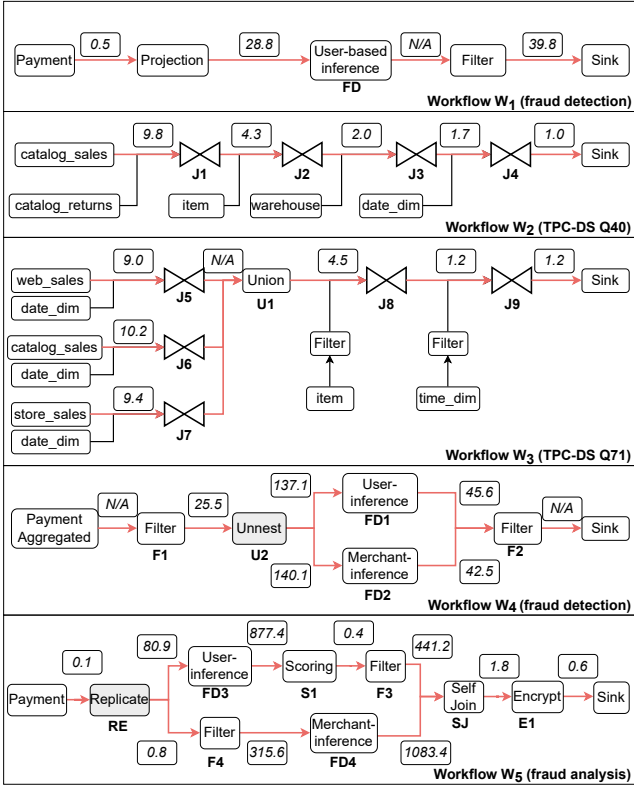 0.5
28.8
N/A
39.8
Payment
Projection
User-based
inference
Filter
Sink
FD
Workflow W1 (fraud detection)
9.8
4.3
2.0
1.7
1.0
catalog_sales
Sink
J1
J2
J3
J4
catalog_returns
item
warehouse
date_dim
Workflow W2 (TPC-DS Q40)
9.0
N/A
4.5
1.2
1.2
web_sales
Union
Sink
date_dim
J5
U1
J8
J9
10.2
catalog_sales
Filter
Filter
date_dim
J6
9.4
store_sales
item
time_dim
date_dim
J7
Workflow W3 (TPC-DS Q71)
137.1
User-
inference
45.6
N/A
25.5
FD1
N/A
Payment
Aggregated
Filter
Unnest
Filter
Sink
F1
U2
F2
140.1
Merchant-
inference
42.5
FD2
Workflow W4 (fraud detection)
80.9
877.4
0.4
441.2
0.1
User-
inference
Scoring
Filter
1.8
0.6
FD3
S1
F3
Payment
Replicate
Self
Join
Encrypt
Sink
RE
SJ
E1
Filter
Merchant-
inference
0.8
F4
315.6
FD4
1083.4
Workflow W5 (fraud analysis)